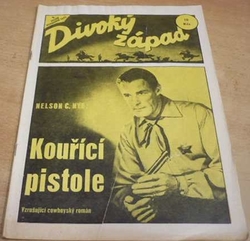 Divoký
západ
NELSON C. NYE
Kouřící
pistole
Vzrušující cowboyský román